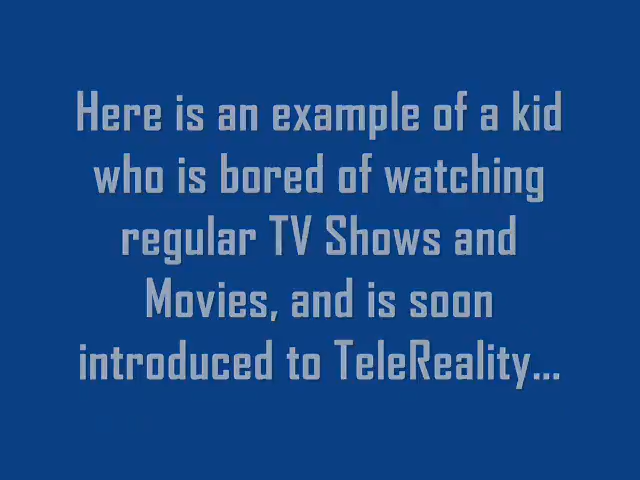 Here is an example of a kid
who is bored of watching
regular TV Shows and
Movies, and is soon
introduced to TeleReality...